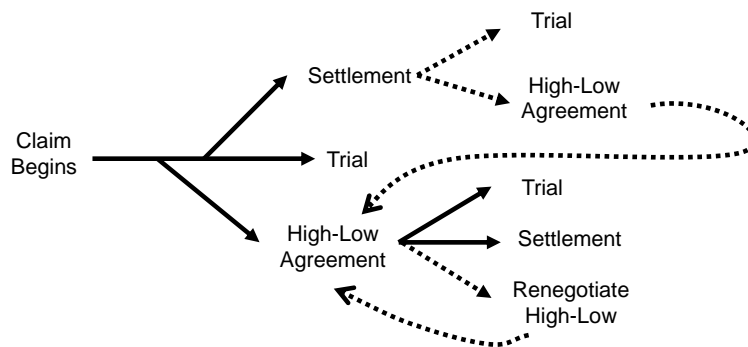 Trial
Settlement
High-Low
Agreement
Claim
Begins
Trial
Trial
High-Low
Agreement
Settlement
Renegotiate
High-Low